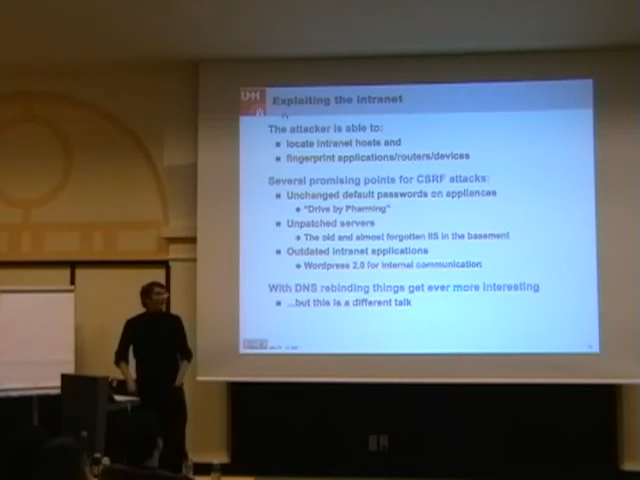 UHH
Exploiting the Intranet
The attacker is able to:
locate intranet hosts and
fingerprint applications/routers/devices
Several promising points for CSRF attacks:
Unchanged default passwords on appliances
"Drive by Pharming"
Unpatched servers
The old and almost forgotten IIS in the basement
Outdated intranet applications
Wordpress 2.0 for internal communication
With DNS rebinding things get ever more interesting
...but this is a different talk